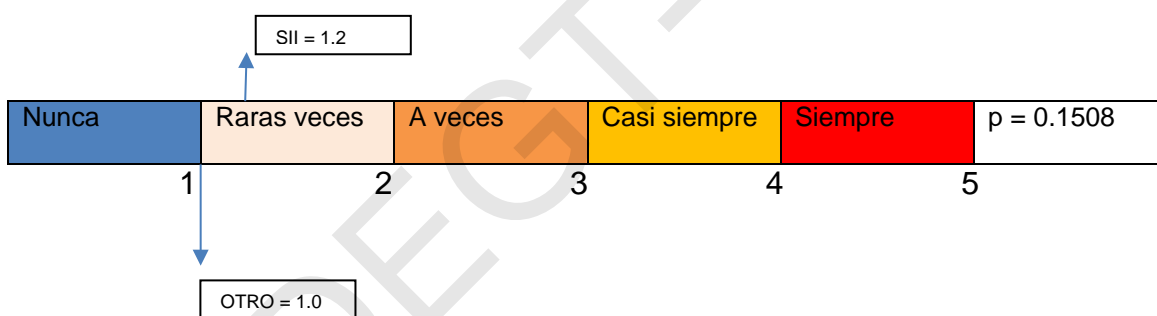 SII = 1.2
Nunca Raras veces A veces Casi siempre Siempre p = 0.1508
1 2 3 4 5
OTRO = 1.0
DEGT-